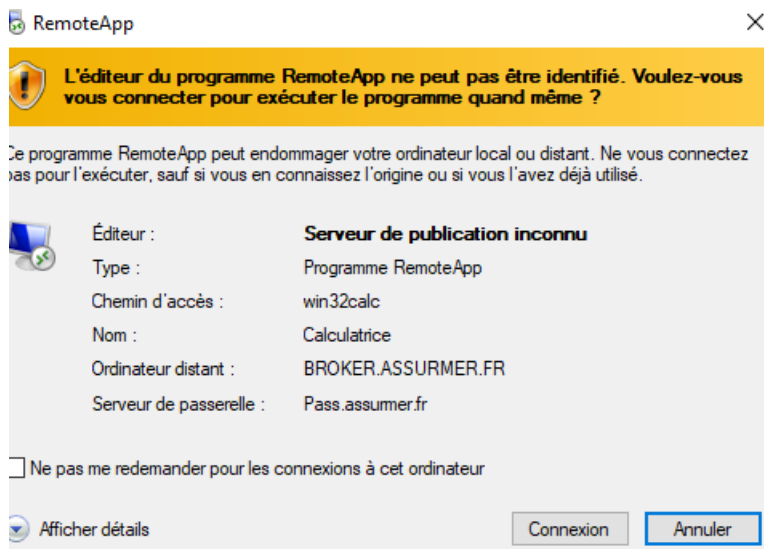 RemoteApp
L'éditeur du programme RemoteApp ne peut pas être identifié. Voulez-vous
vous connecter pour exécuter le programme quand même ?
Ce programme RemoteApp peut endommager votre ordinateur local ou distant. Ne vous connectez
pas pour l'exécuter, sauf si vous en connaissez l'origine ou si vous l'avez déjà utilisé.
Éditeur : Serveur de publication inconnu
Type : Programme RemoteApp
Chemin d'accès : win32calc
Nom : Calculatrice
Ordinateur distant : BROKER.ASSURMER.FR
Serveur de passerelle : Pass.assurmer.fr
Ne pas me redemander pour les connexions à cet ordinateur
Afficher détails Connexion Annuler